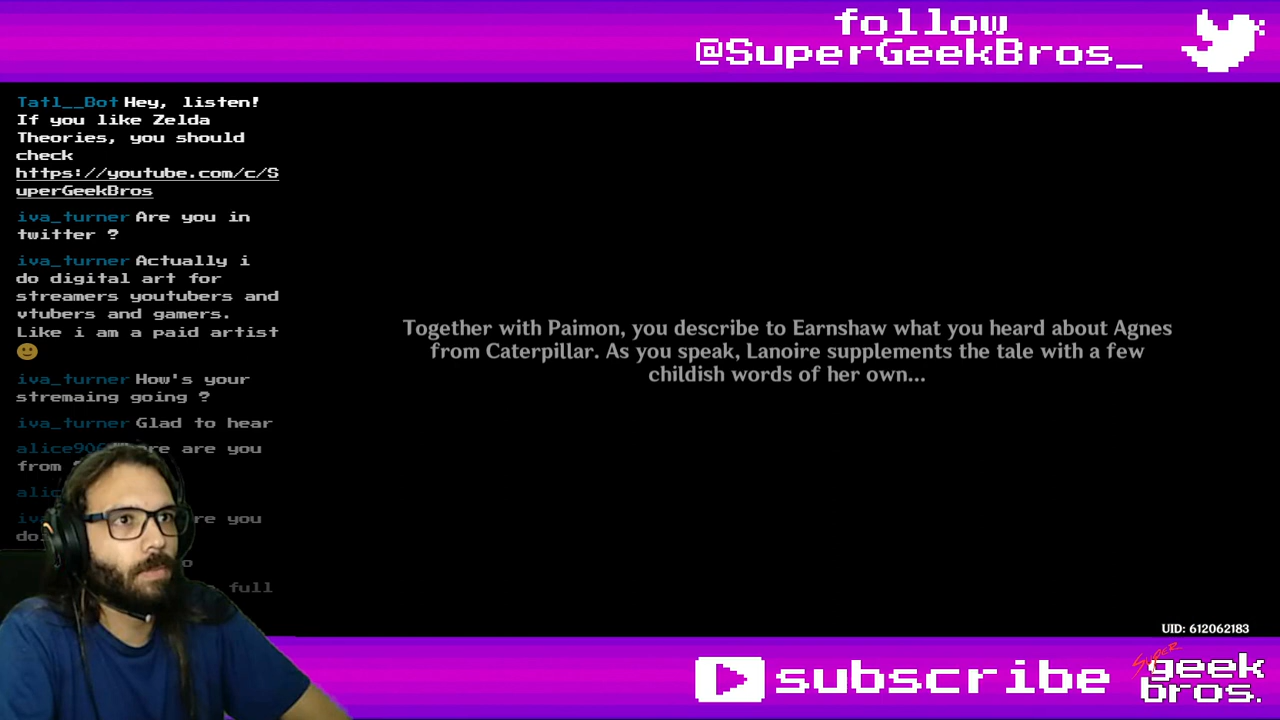 follow
@SuperGeekBros_
Tatl__Bot Hey, listen!
If you like Zelda
Theories, you should
check
https://youtube.com/c/S
uperGeekBros
iva_turner Are you in
twitter ?
iva_turner Actually i
do digital art for
streamers youtubers and
vtubers and gamers.
Like i am a paid artist
iva_turner How's your
stremaing going ?
iva_turner Glad to hear
are you
from
you
full
Together with Paimon, you describe to Earnshaw what you heard about Agnes
from Caterpillar. As you speak, Lanoire supplements the tale with a few
childish words of her own...
UID: 612062183
subscribe
SUPER
geek
bros.